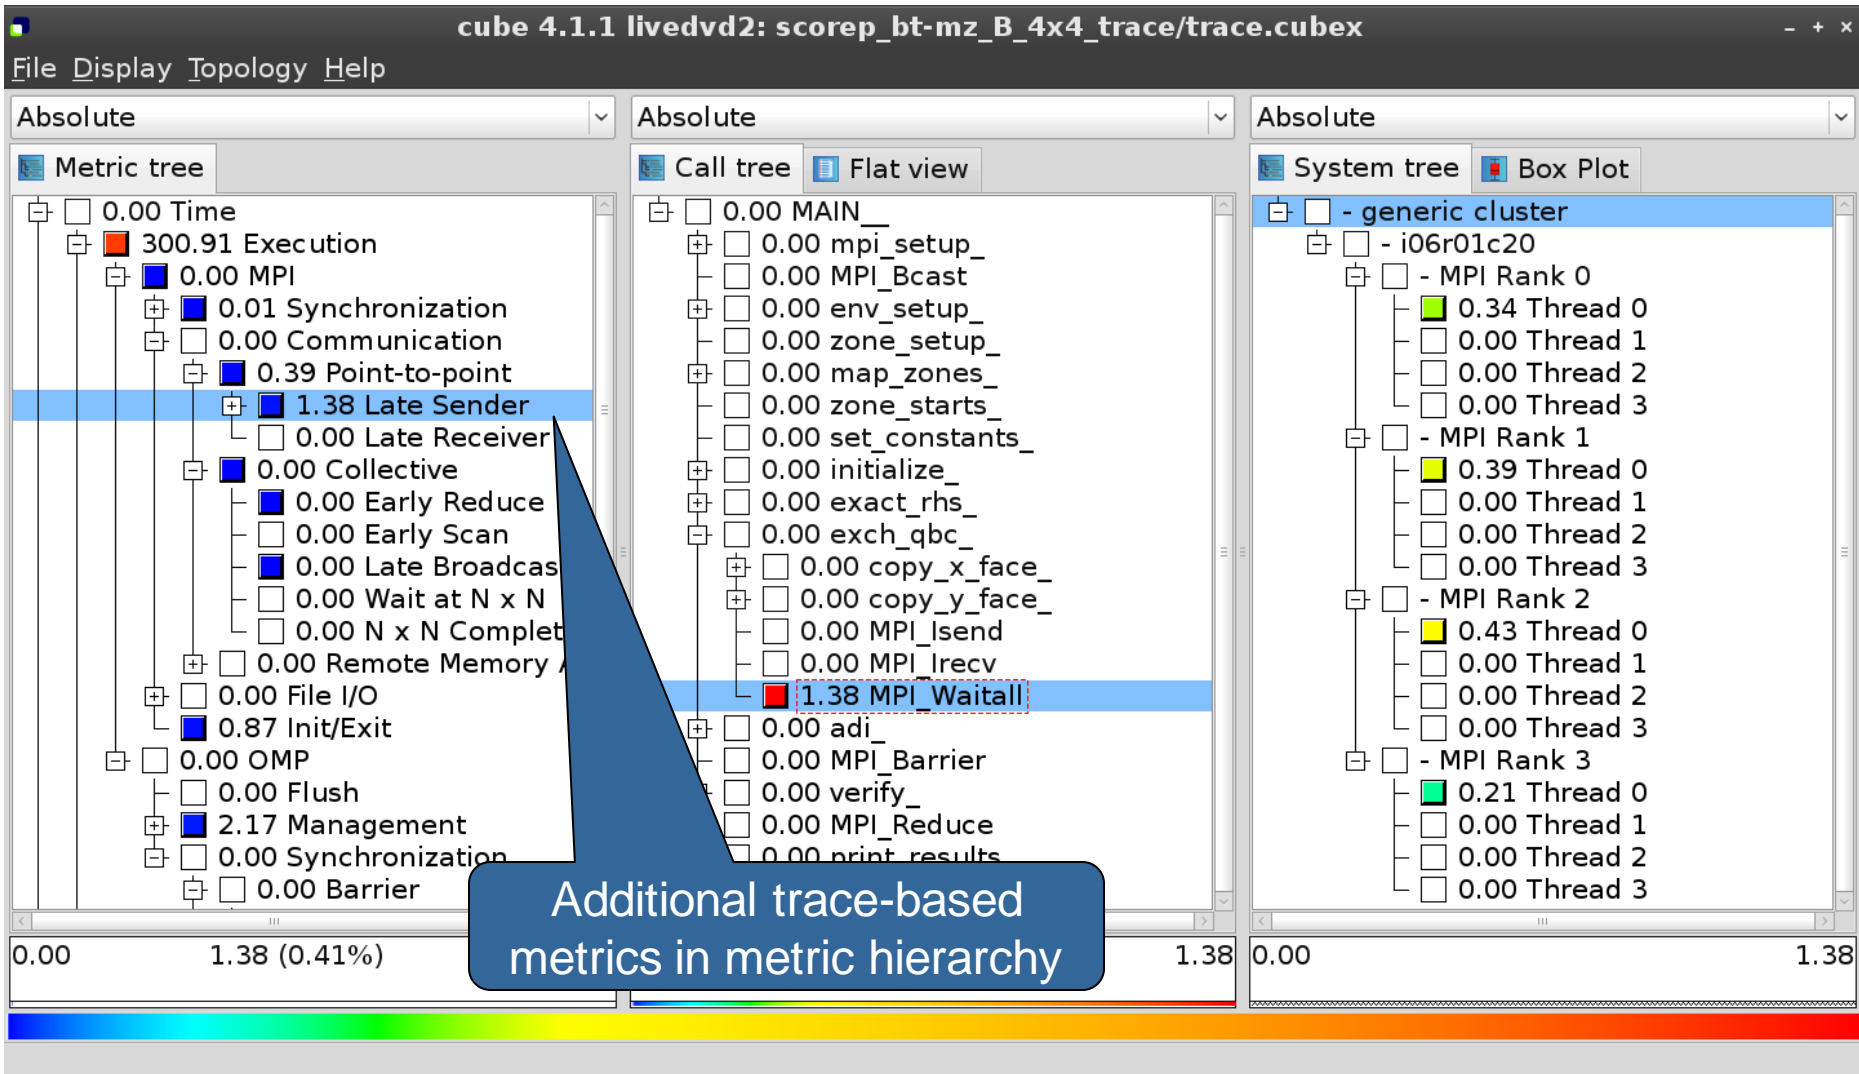 cube 4.1.1 livedvd2: scorep_bt-mz_B_4x4_trace/trace.cubex
File Display Topology Help
Absolute
Metric tree
0.00 Time
300.91 Execution
0.00 MPI
0.01 Synchronization
0.00 Communication
0.39 Point-to-point
1.38 Late Sender
0.00 Late Receiver
0.00 Collective
0.00 Early Reduce
0.00 Early Scan
0.00 Late Broadcas
0.00 Wait at N x N
0.00 N x N Complet
0.00 Remote Memory
0.00 File I/O
0.87 Init/Exit
0.00 OMP
0.00 Flush
2.17 Management
0.00 Synchronization
0.00 Barrier
0.00 1.38 (0.41%)
Absolute
Call tree Flat view
0.00 MAIN__
0.00 mpi_setup_
0.00 MPI_Bcast
0.00 env_setup_
0.00 zone_setup_
0.00 map_zones_
0.00 zone_starts_
0.00 set_constants_
0.00 initialize_
0.00 exact_rhs_
0.00 exch_qbc_
0.00 copy_x_face_
0.00 copy_y_face_
0.00 MPI_Isend
0.00 MPI_Irecv
1.38 MPI_Waitall
0.00 adi_
0.00 MPI_Barrier
0.00 verify_
0.00 MPI_Reduce
0.00 print_results_
1.38
Additional trace-based
metrics in metric hierarchy
Absolute
System tree Box Plot
- generic cluster
- i06r01c20
- MPI Rank 0
0.34 Thread 0
0.00 Thread 1
0.00 Thread 2
0.00 Thread 3
- MPI Rank 1
0.39 Thread 0
0.00 Thread 1
0.00 Thread 2
0.00 Thread 3
- MPI Rank 2
0.43 Thread 0
0.00 Thread 1
0.00 Thread 2
0.00 Thread 3
- MPI Rank 3
0.21 Thread 0
0.00 Thread 1
0.00 Thread 2
0.00 Thread 3
0.00 1.38